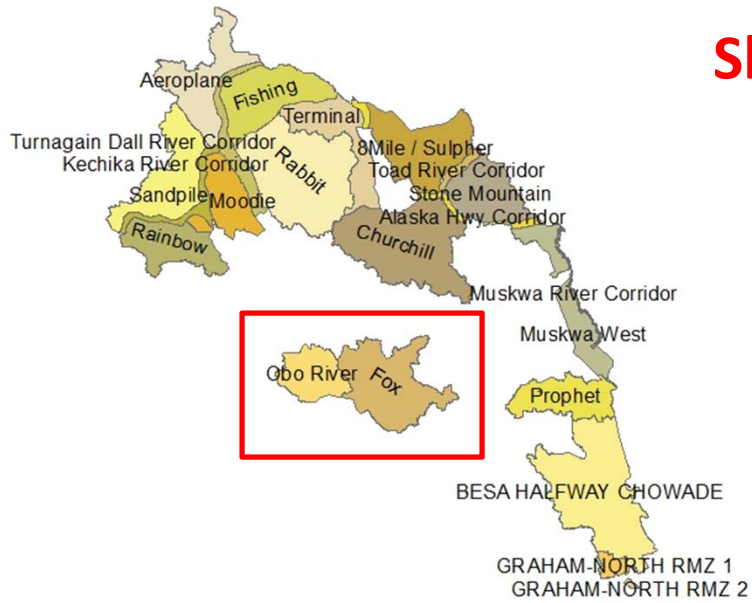 Aeroplane
Fishing
Terminal
Turnagain Dall River Corridor
Kechika River Corridor
Rabbit
8Mile / Sulpher
Toad River Corridor
Sandpile
Moodie
Stone Mountain
Alaska Hwy Corridor
Rainbow
Churchill
Muskwa River Corridor
Muskwa West
Obo River
Fox
Prophet
BESA HALFWAY CHOWADE
GRAHAM-NORTH RMZ 1
GRAHAM-NORTH RMZ 2